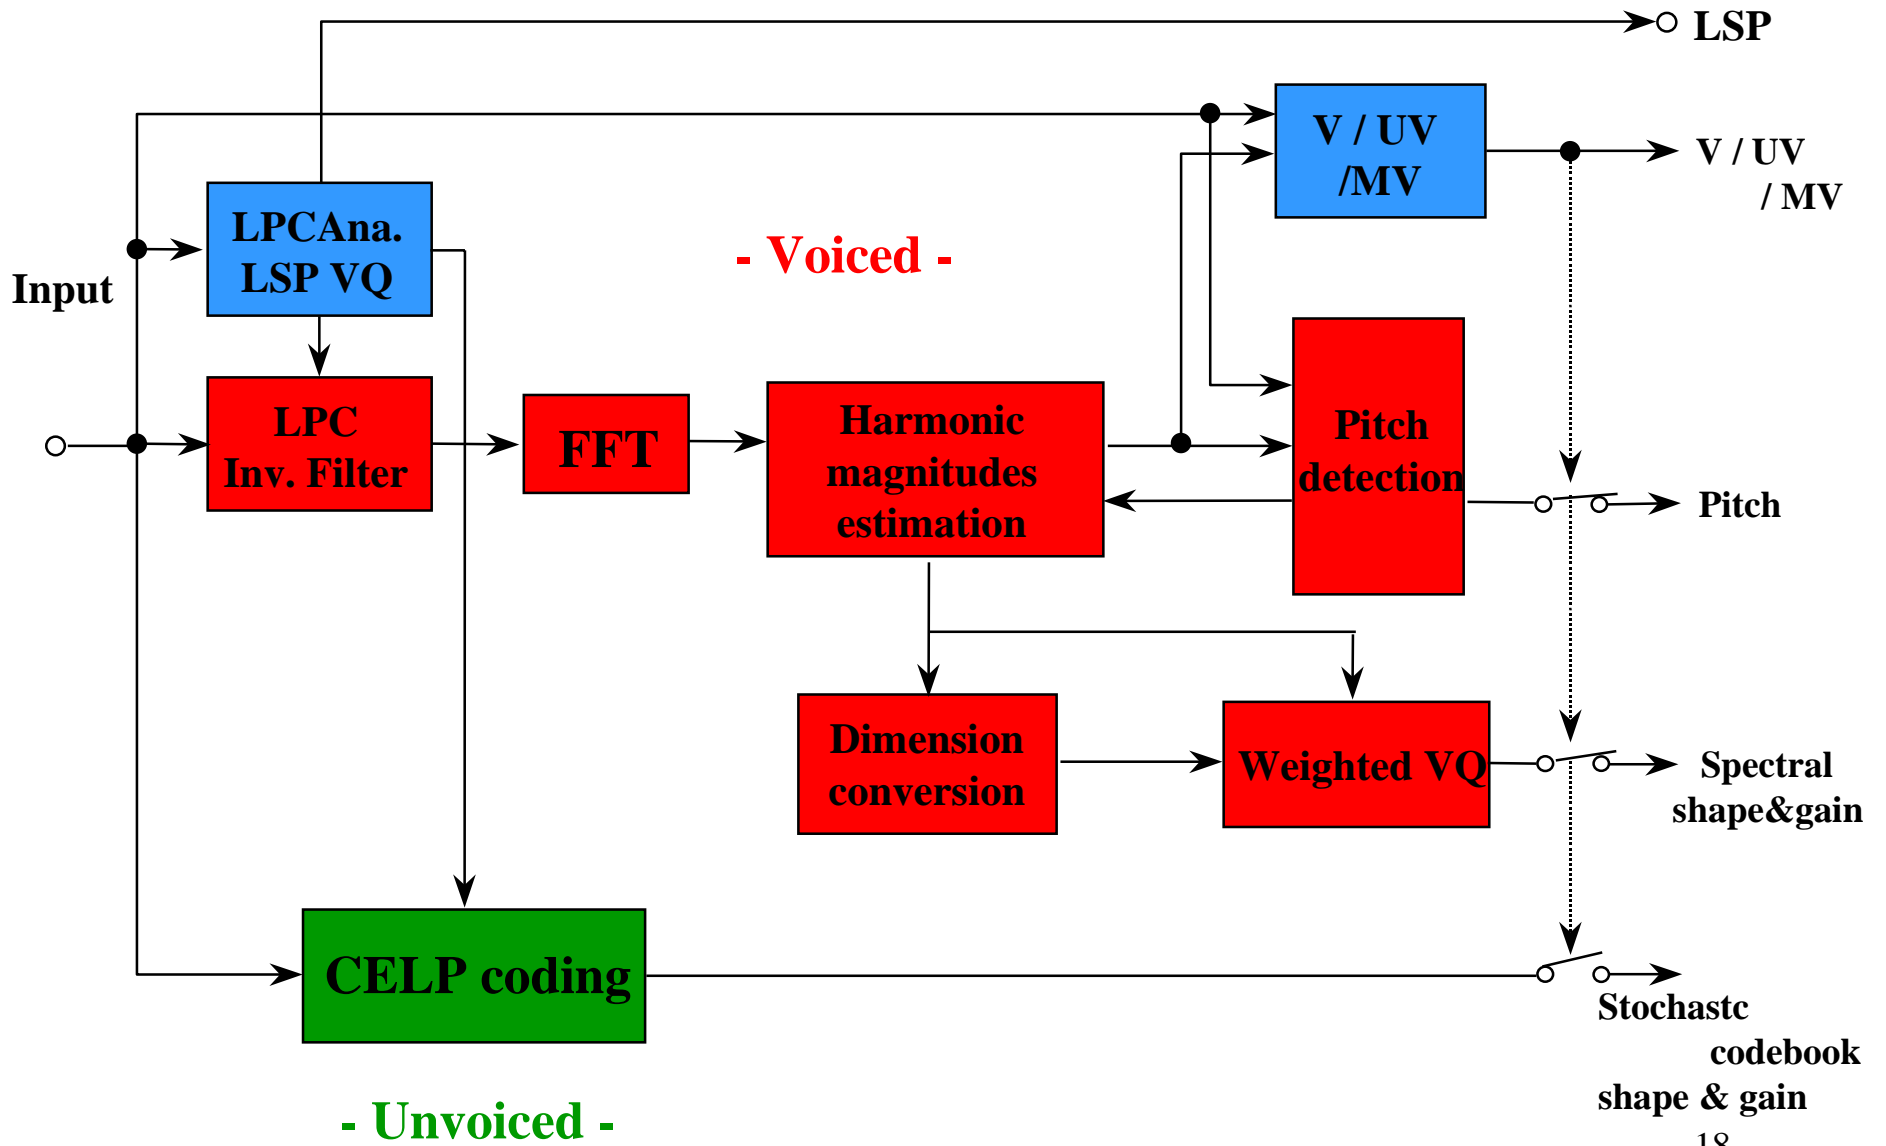 LSP
V / UV
/MV
V / UV
/ MV
LPCAna.
LSP VQ
- Voiced -
Input
LPC
Inv. Filter
FFT
Harmonic
magnitudes
estimation
Pitch
detection
Pitch
Dimension
conversion
Weighted VQ
Spectral
shape&gain
CELP coding
Stochastc
codebook
shape & gain
- Unvoiced -
18